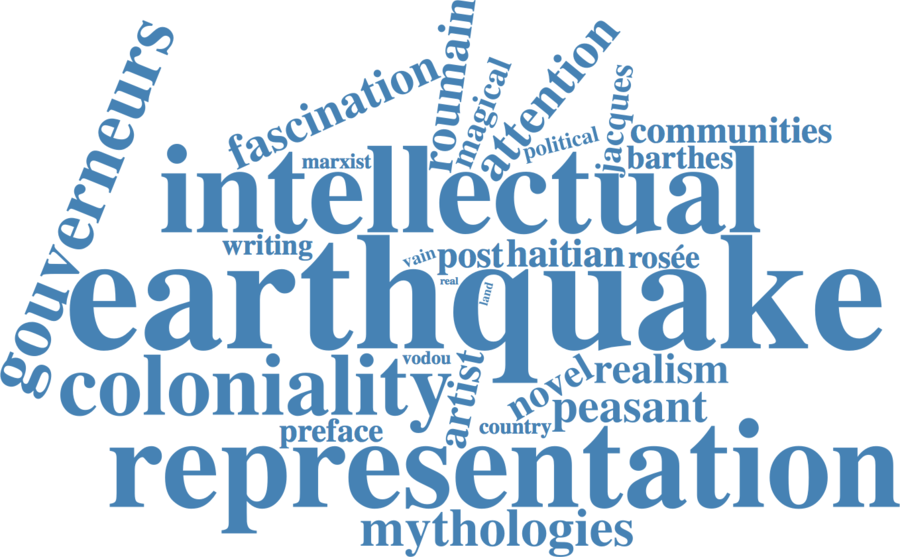 gouverneurs
fascination
roumain
magical
attention
political
jacques
communities
marxist
barthes
intellectual
writing
vain
post
haitian
rosée
real
land
earthquake
vodou
coloniality
artist
novel
realism
peasant
preface
country
representation
mythologies